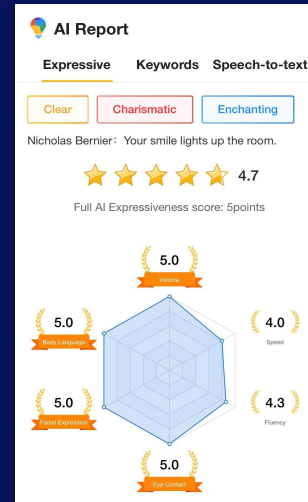 AI Report
Expressive Keywords Speech-to-text
Clear Charismatic Enchanting
Nicholas Bernier: Your smile lights up the room.
4.7
Full AI Expressiveness score: 5points
5.0
Volume
5.0
Body Language
4.0
Speed
5.0
Facial Expression
4.3
Fluency
5.0
Eye Contact